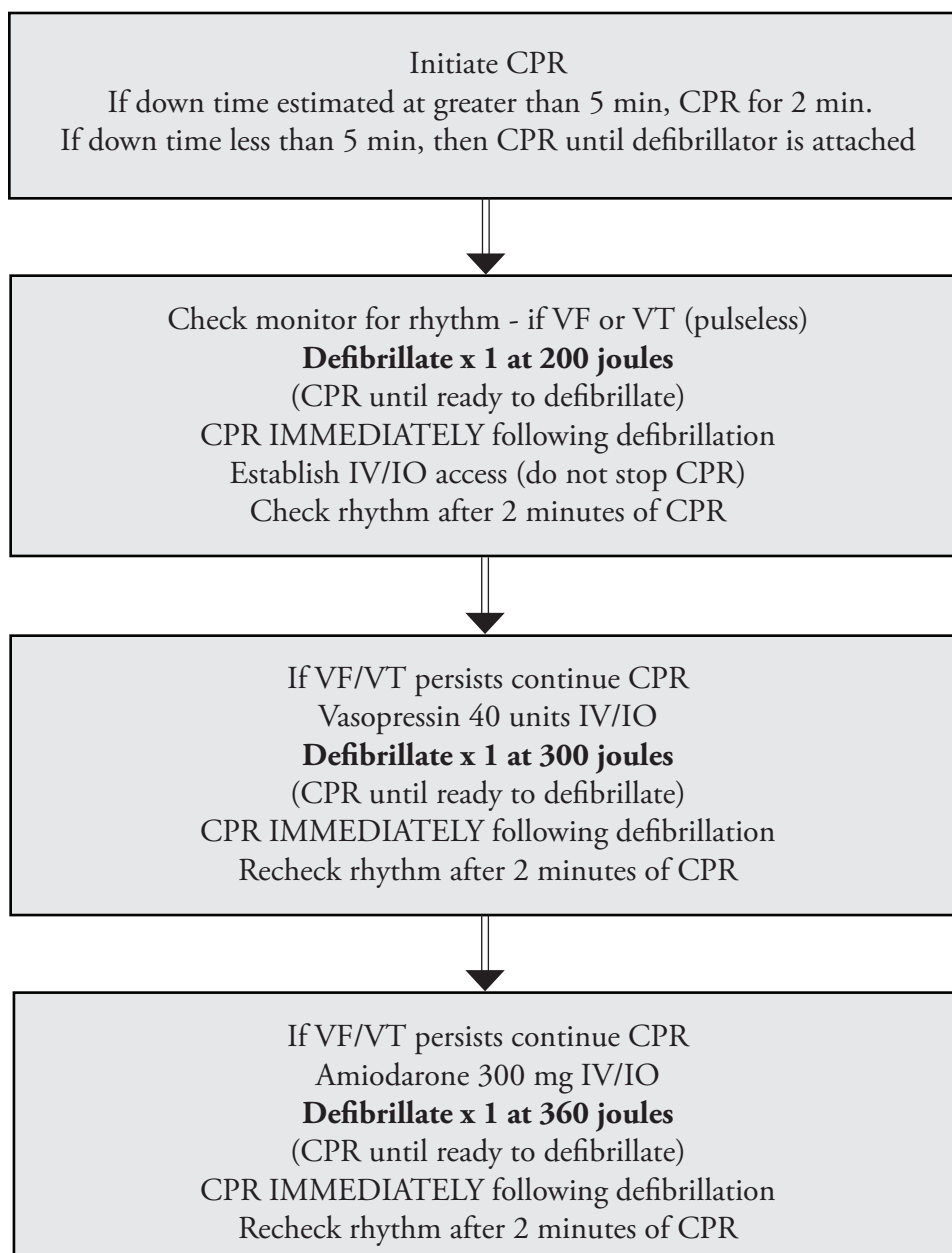 Initiate CPR
If down time estimated at greater than 5 min, CPR for 2 min.
If down time less than 5 min, then CPR until defibrillator is attached
Check monitor for rhythm - if VF or VT (pulseless)
Defibrillate x 1 at 200 joules
(CPR until ready to defibrillate)
CPR IMMEDIATELY following defibrillation
Establish IV/IO access (do not stop CPR)
Check rhythm after 2 minutes of CPR
If VF/VT persists continue CPR
Vasopressin 40 units IV/IO
Defibrillate x 1 at 300 joules
(CPR until ready to defibrillate)
CPR IMMEDIATELY following defibrillation
Recheck rhythm after 2 minutes of CPR
If VF/VT persists continue CPR
Amiodarone 300 mg IV/IO
Defibrillate x 1 at 360 joules
(CPR until ready to defibrillate)
CPR IMMEDIATELY following defibrillation
Recheck rhythm after 2 minutes of CPR